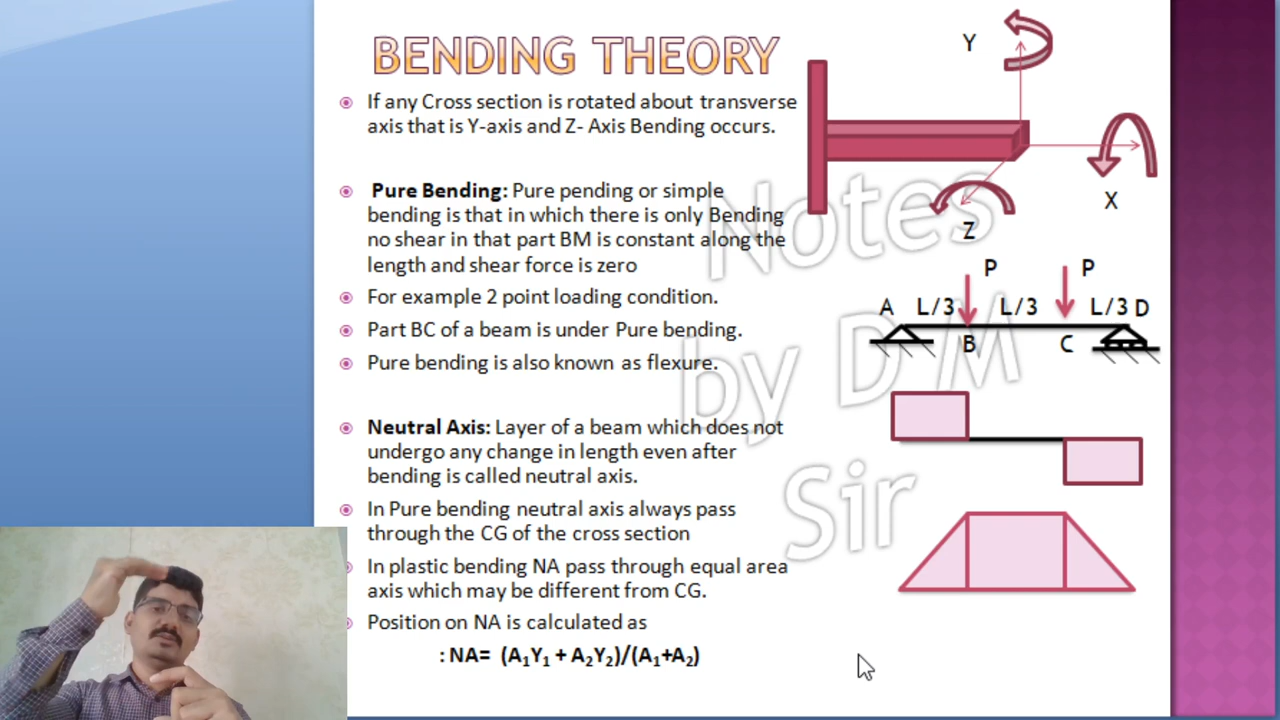 BENDING THEORY
If any Cross section is rotated about transverse
axis that is Y-axis and Z- Axis Bending occurs.
Pure Bending: Pure pending or simple
bending is that in which there is only Bending
no shear in that part BM is constant along the
length and shear force is zero
For example 2 point loading condition.
Part BC of a beam is under Pure bending.
Pure bending is also known as flexure.
Neutral Axis: Layer of a beam which does not
undergo any change in length even after
bending is called neutral axis.
In Pure bending neutral axis always pass
through the CG of the cross section
In plastic bending NA pass through equal area
axis which may be different from CG.
Position on NA is calculated as
: NA= (A₁Y₁ + A₂Y₂)/(A₁+A₂)
Y
X
Z
P P
A L/3 L/3 L/3 D
B C
Notes
by D M
Sir